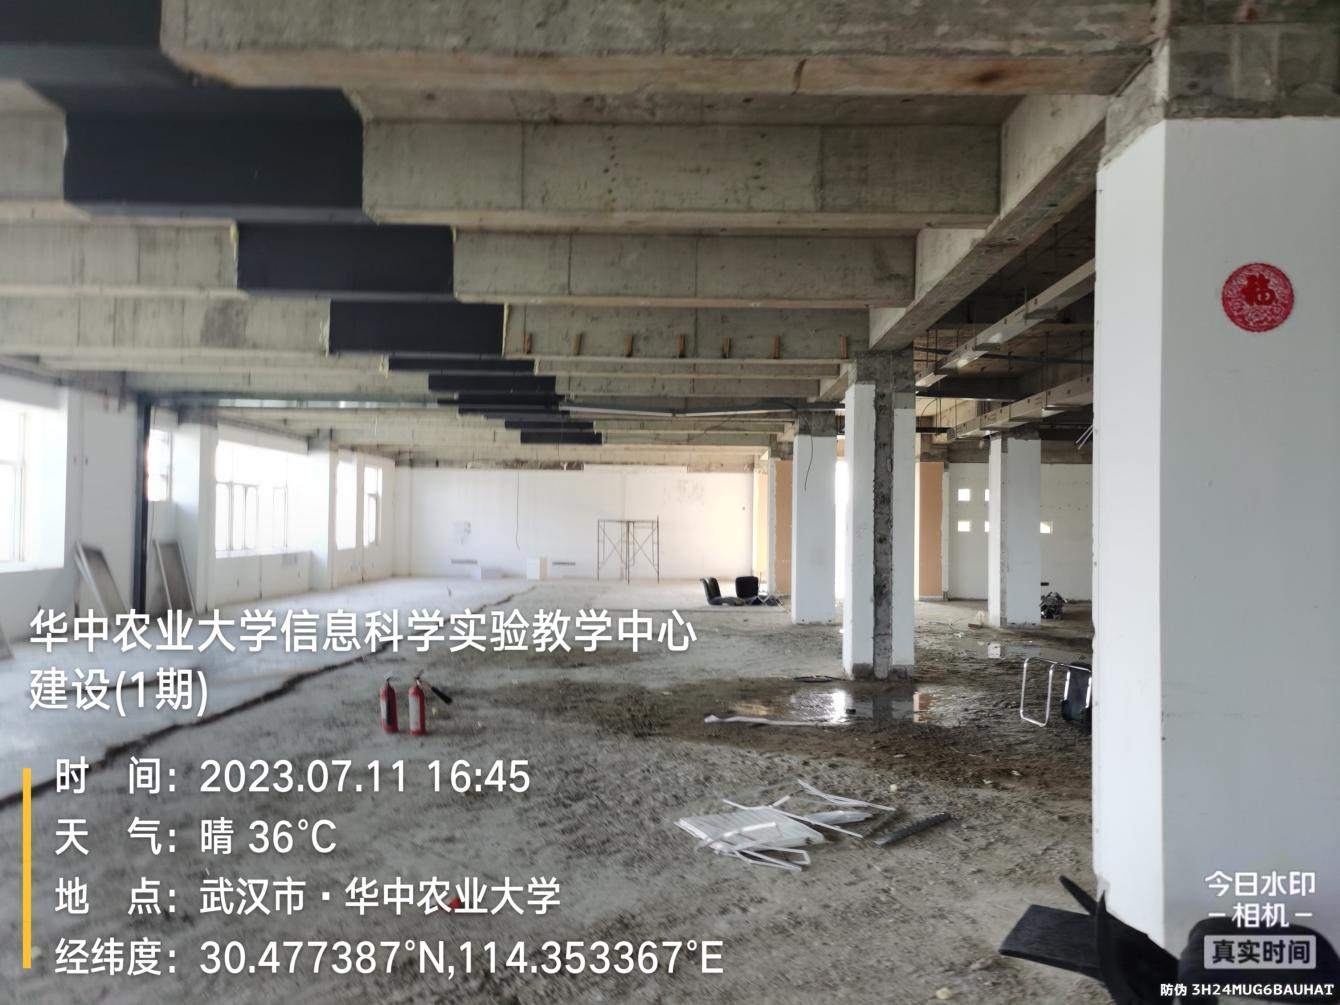 福
华中农业大学信息科学实验教学中心
建设(1期)
时 间：2023.07.11 16:45
天 气：晴 36°C
地 点：武汉市·华中农业大学
经纬度：30.477387°N,114.353367°E
今日水印
相机
真实时间
防伪 3H24MUG6BAUHAT